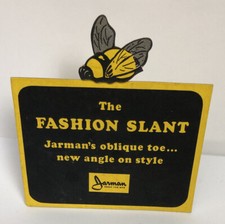 The
FASHION SLANT
Jarman's oblique toe...
new angle on style
Jarman